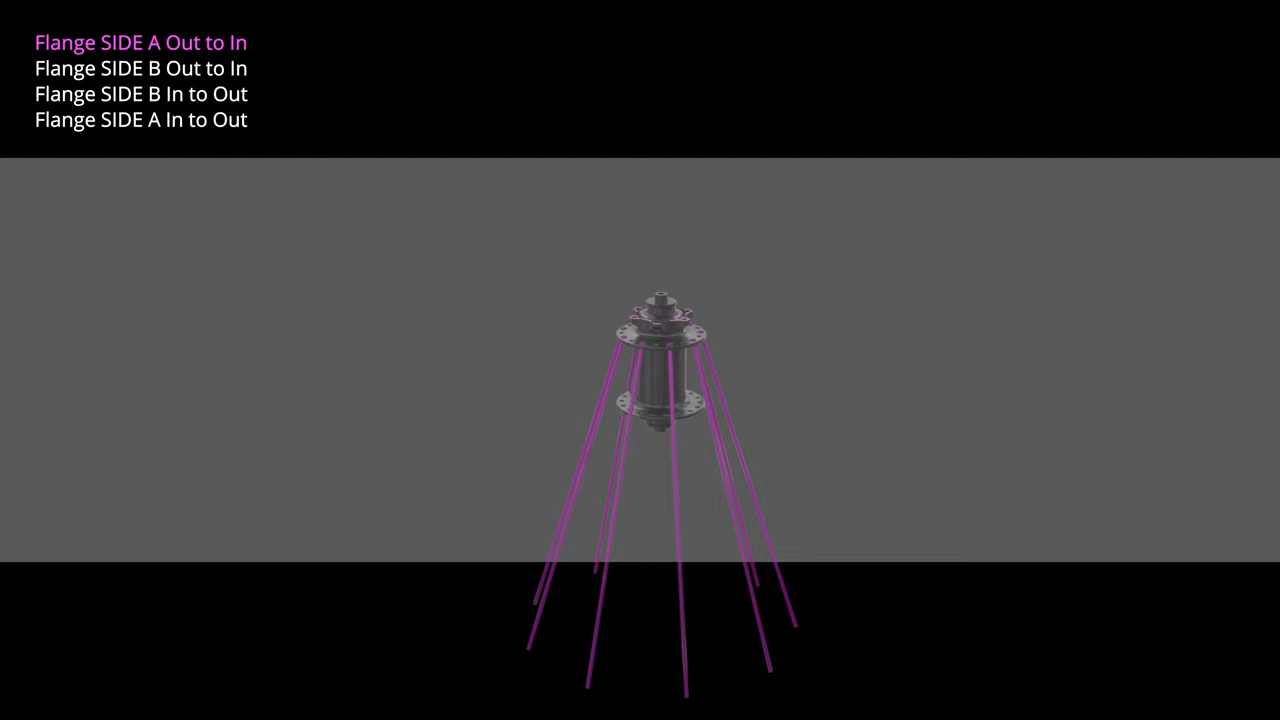 Flange SIDE A Out to In
Flange SIDE B Out to In
Flange SIDE B In to Out
Flange SIDE A In to Out